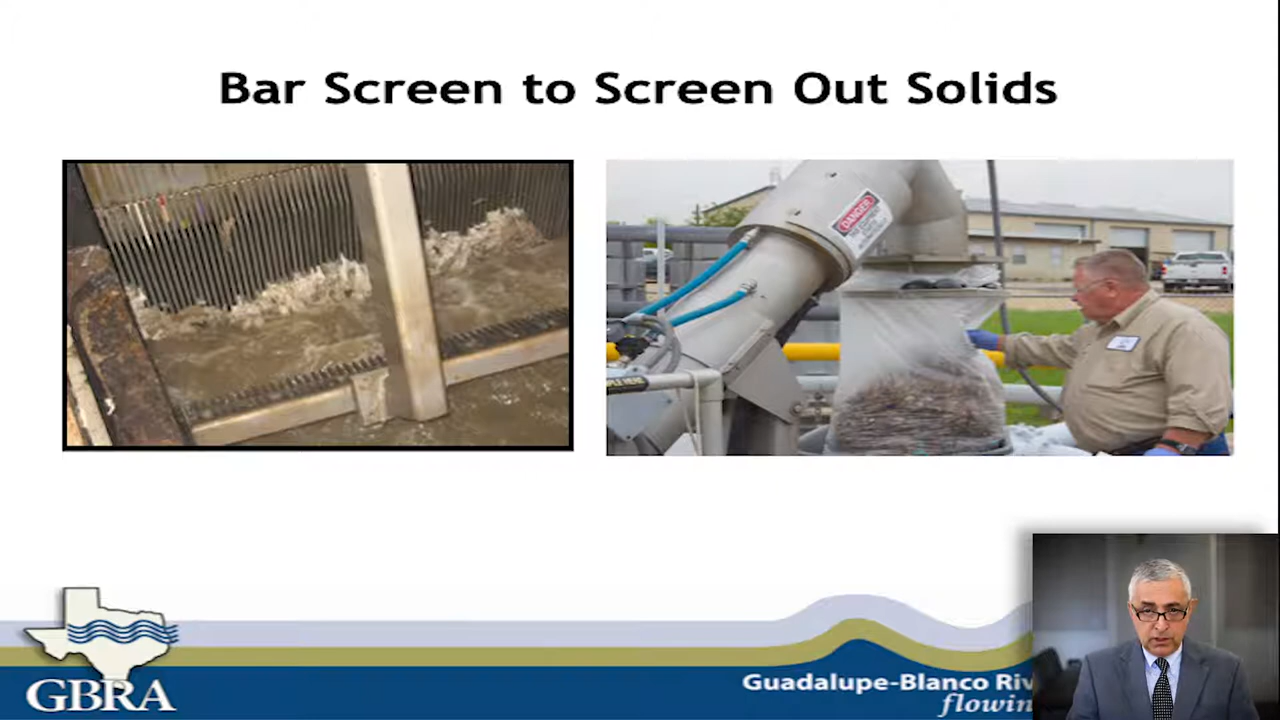 Bar Screen to Screen Out Solids
DANGER
GBRA
Guadalupe-Blanco Riv
flowin